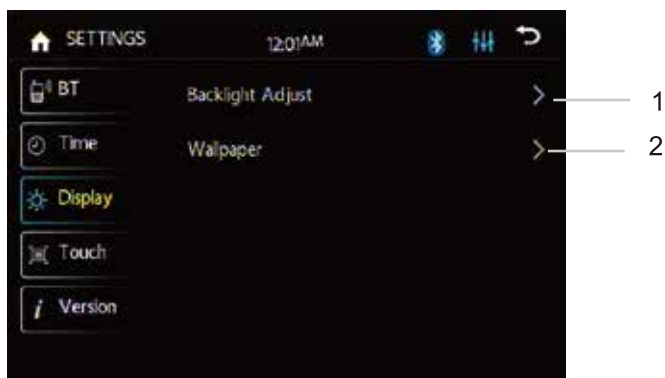 SETTINGS 12:01AM
BT
Backlight Adjust
1
Time
Walpaper
2
Display
Touch
i Version